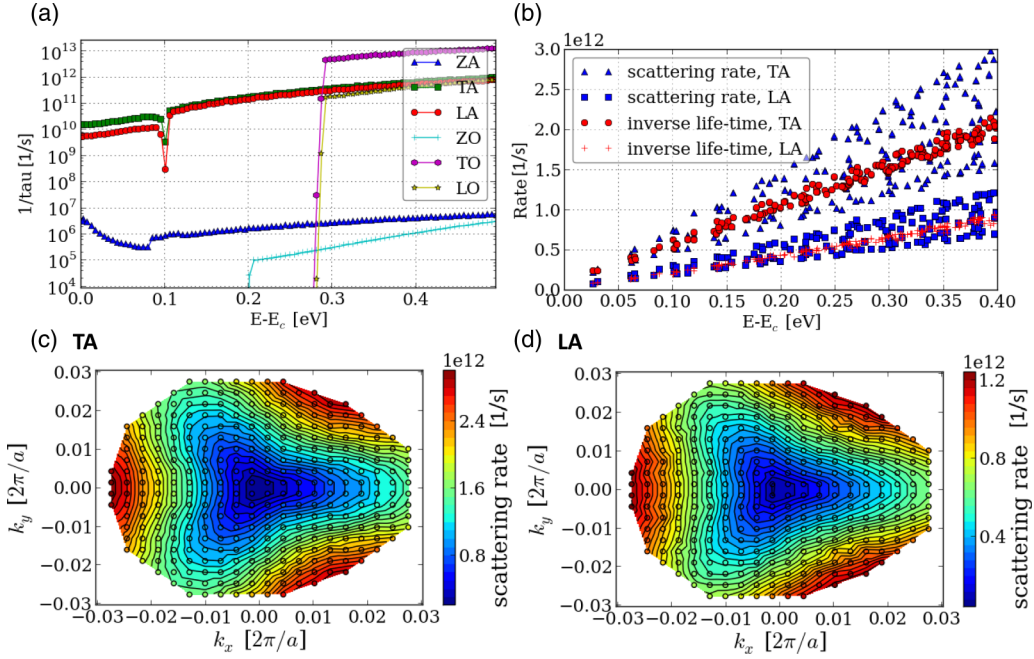 (a)
10^13
10^12
10^11
10^10
10^9
10^8
10^7
10^6
10^5
10^4
1/tau [1/s]
0.0 0.1 0.2 0.3 0.4
E-E_c [eV]
ZA
TA
LA
ZO
TO
LO
(b)
1e12
3.0
2.5
2.0
1.5
1.0
0.5
0.0
Rate [1/s]
0.00 0.05 0.10 0.15 0.20 0.25 0.30 0.35 0.40
E-E_c [eV]
scattering rate, TA
scattering rate, LA
inverse life-time, TA
inverse life-time, LA
(c) TA
0.03
0.02
0.01
0.00
−0.01
−0.02
−0.03
k_y [2π/a]
−0.03 −0.02 −0.01 0.00 0.01 0.02 0.03
k_x [2π/a]
1e12
2.4
1.6
0.8
scattering rate [1/s]
(d) LA
0.03
0.02
0.01
0.00
−0.01
−0.02
−0.03
k_y [2π/a]
−0.03 −0.02 −0.01 0.00 0.01 0.02 0.03
k_x [2π/a]
1e12
1.2
0.8
0.4
scattering rate [1/s]